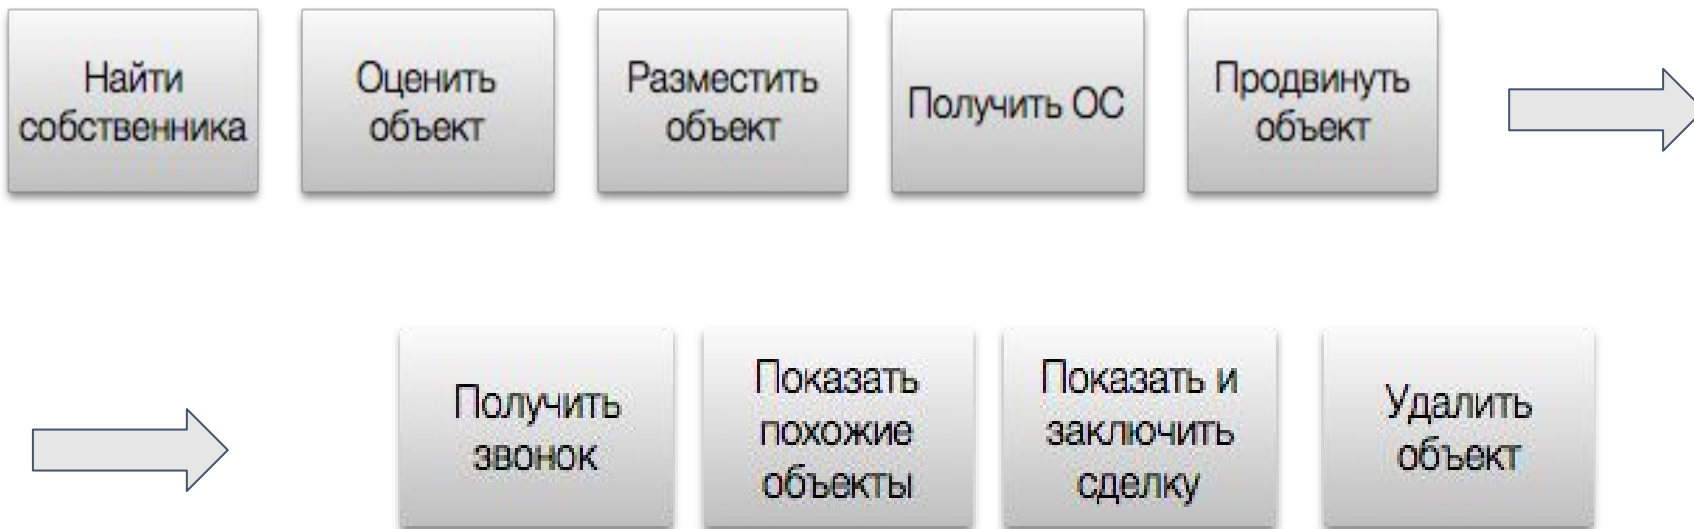 Найти
собственника
Оценить
объект
Разместить
объект
Получить ОС
Продвинуть
объект
Получить
звонок
Показать
похожие
объекты
Показать и
заключить
сделку
Удалить
объект